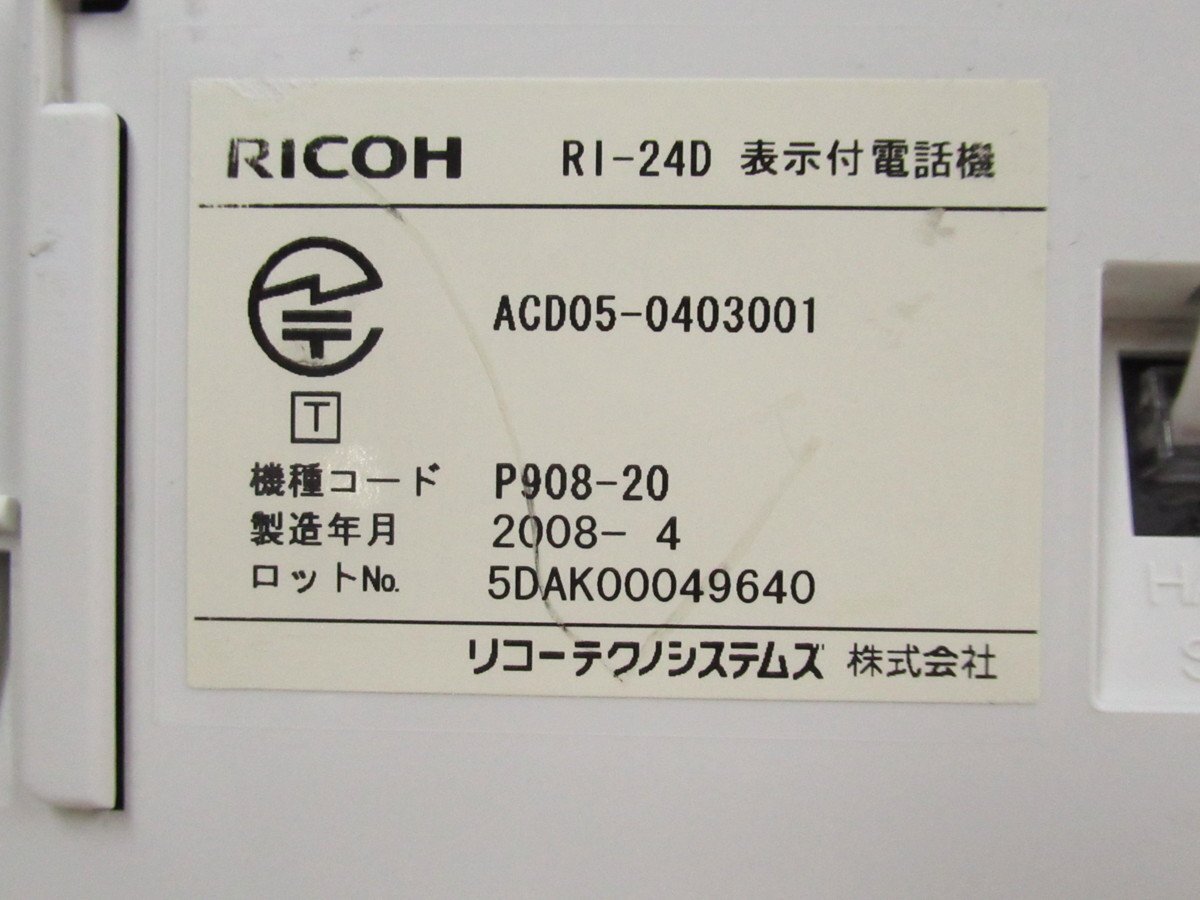 RICOH RI-24D 表示付電話機
ACD05-0403001
T
機種コード P908-20
製造年月 2008- 4
ロットNo. 5DAK00049640
リコーテクノシステムズ 株式会社